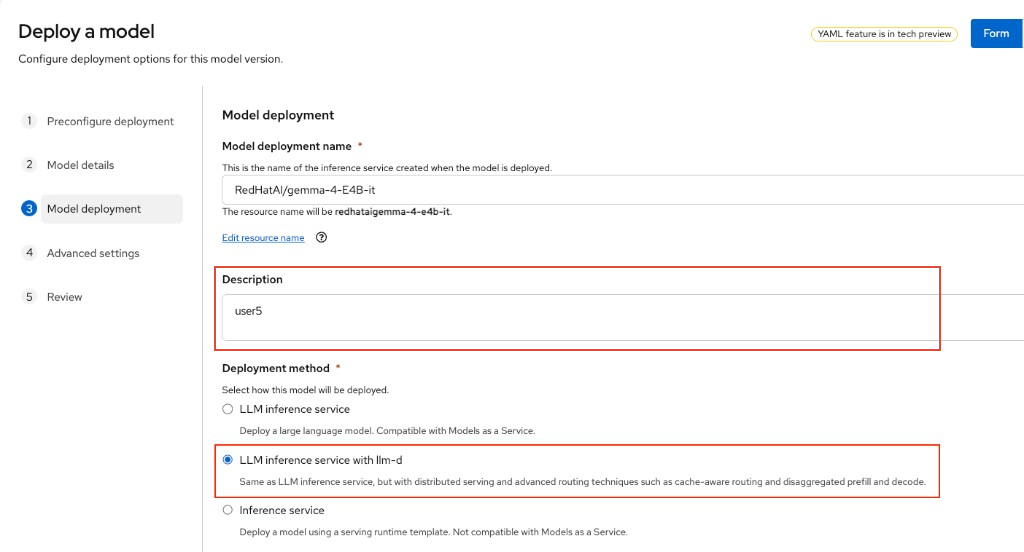 Deploy a model
Configure deployment options for this model version.
YAML feature is in tech preview
Form
1 Preconfigure deployment
2 Model details
3 Model deployment
4 Advanced settings
5 Review
Model deployment
Model deployment name *
This is the name of the inference service created when the model is deployed.
RedHatAI/gemma-4-E4B-it
The resource name will be redhataigemma-4-e4b-it.
Edit resource name ?
Description
user5
Deployment method *
Select how this model will be deployed.
LLM inference service
Deploy a large language model. Compatible with Models as a Service.
LLM inference service with llm-d
Same as LLM inference service, but with distributed serving and advanced routing techniques such as cache-aware routing and disaggregated prefill and decode.
Inference service
Deploy a model using a serving runtime template. Not compatible with Models as a Service.